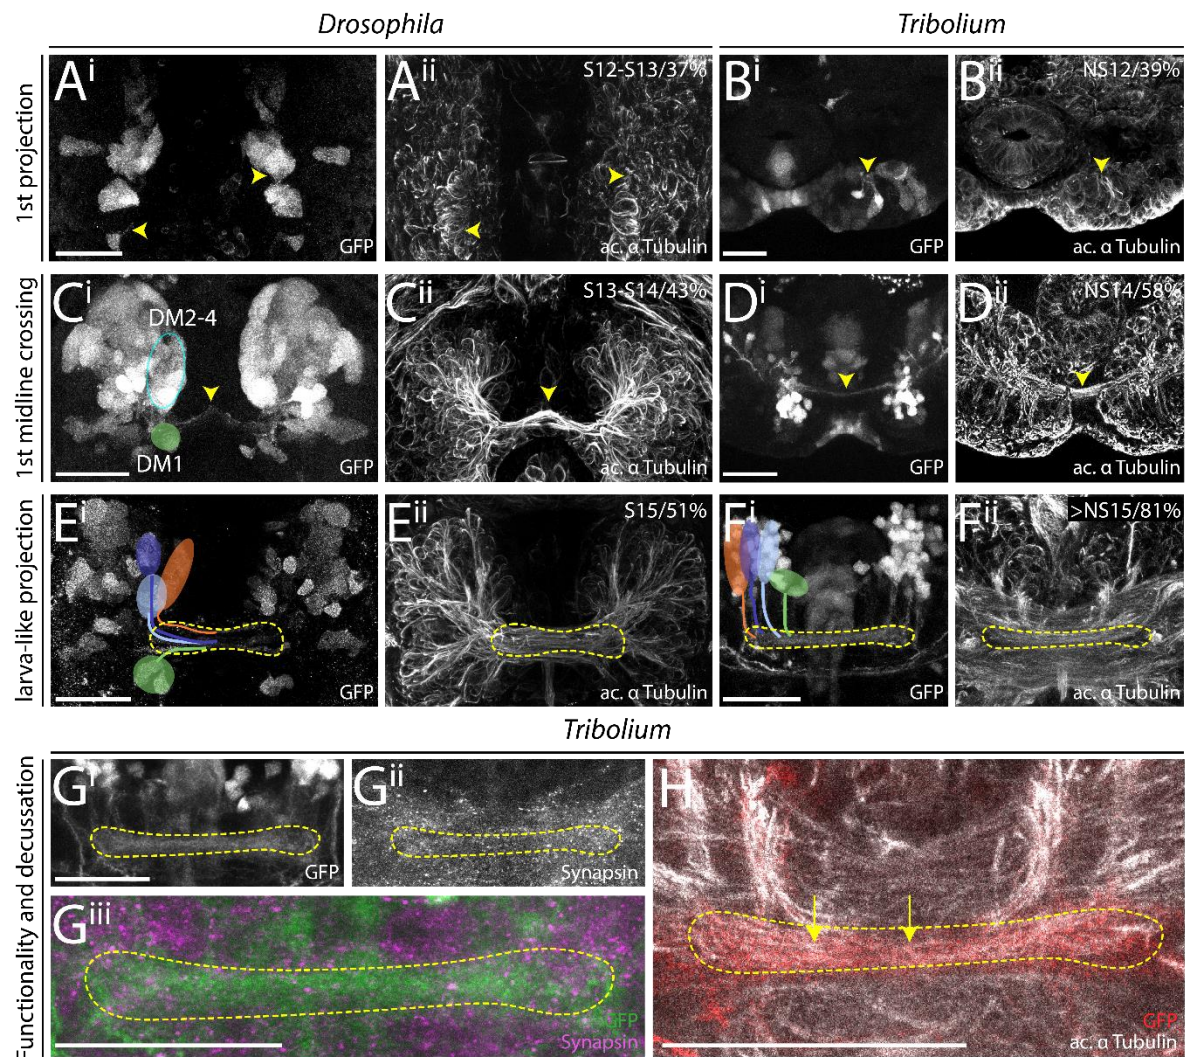 Drosophila
Tribolium
1st projection
Ai
GFP
Aii
S12-S13/37%
ac. α Tubulin
Bi
GFP
Bii
NS12/39%
ac. α Tubulin
1st midline crossing
Ci
DM2-4
DM1
GFP
Cii
S13-S14/43%
ac. α Tubulin
Di
GFP
Dii
NS14/58%
ac. α Tubulin
larva-like projection
Ei
GFP
Eii
S15/51%
ac. α Tubulin
Fi
GFP
Fii
>NS15/81%
ac. α Tubulin
Tribolium
Functionality and decussation
Gi
GFP
Gii
Synapsin
Giii
GFP
Synapsin
H
GFP
ac. α Tubulin